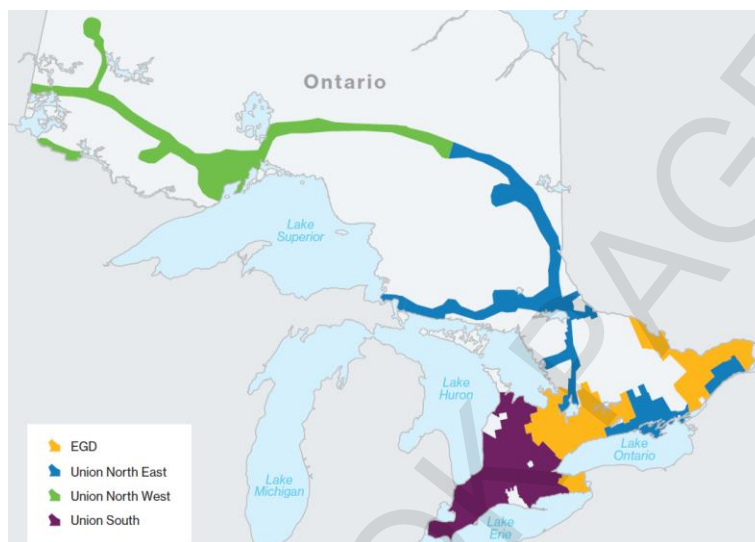 Ontario
Lake
Superior
Lake
Huron
Lake
Michigan
Lake
Ontario
Lake
Erie
EGD
Union North East
Union North West
Union South